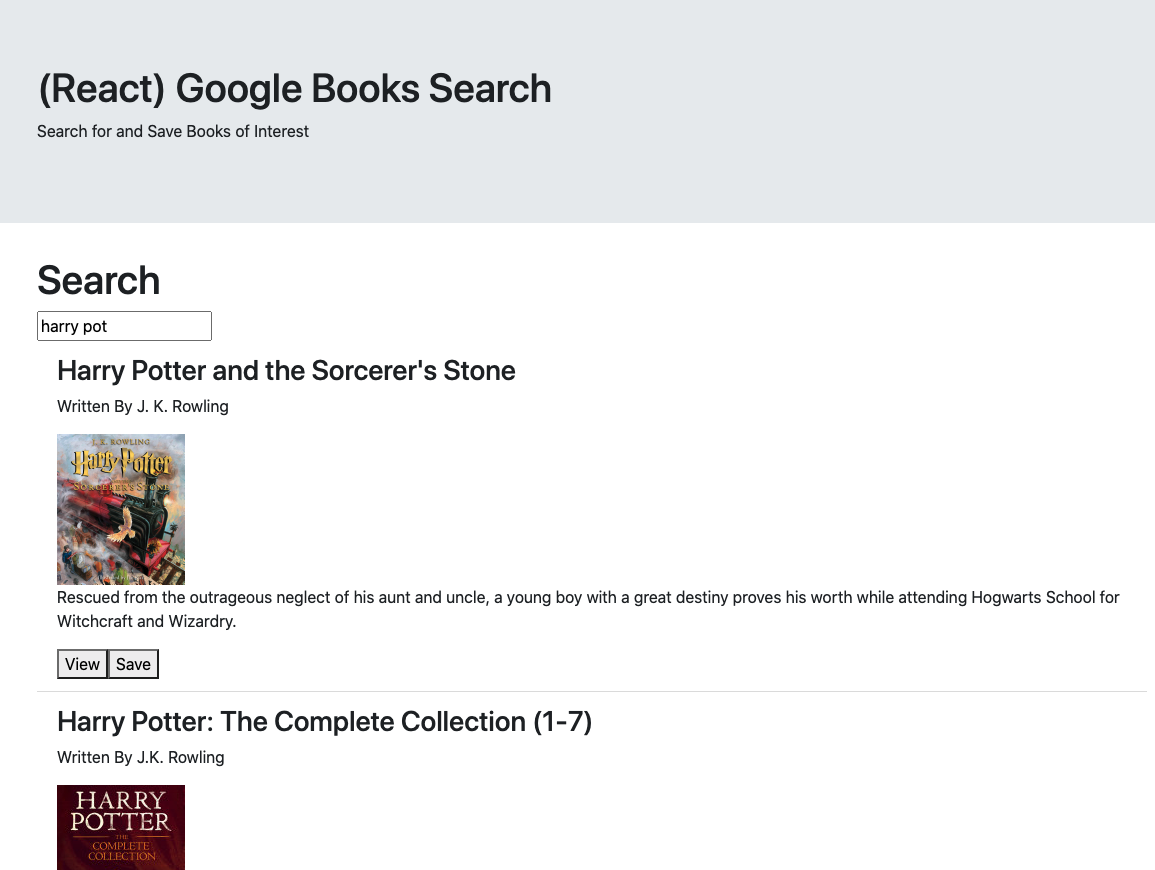 (React) Google Books Search
Search for and Save Books of Interest
Search
harry pot
Harry Potter and the Sorcerer's Stone
Written By J. K. Rowling
J. K. ROWLING
Harry Potter
SORCERER'S STONE
Rescued from the outrageous neglect of his aunt and uncle, a young boy with a great destiny proves his worth while attending Hogwarts School for
Witchcraft and Wizardry.
View Save
Harry Potter: The Complete Collection (1-7)
Written By J.K. Rowling
HARRY
POTTER
THE
COMPLETE
COLLECTION